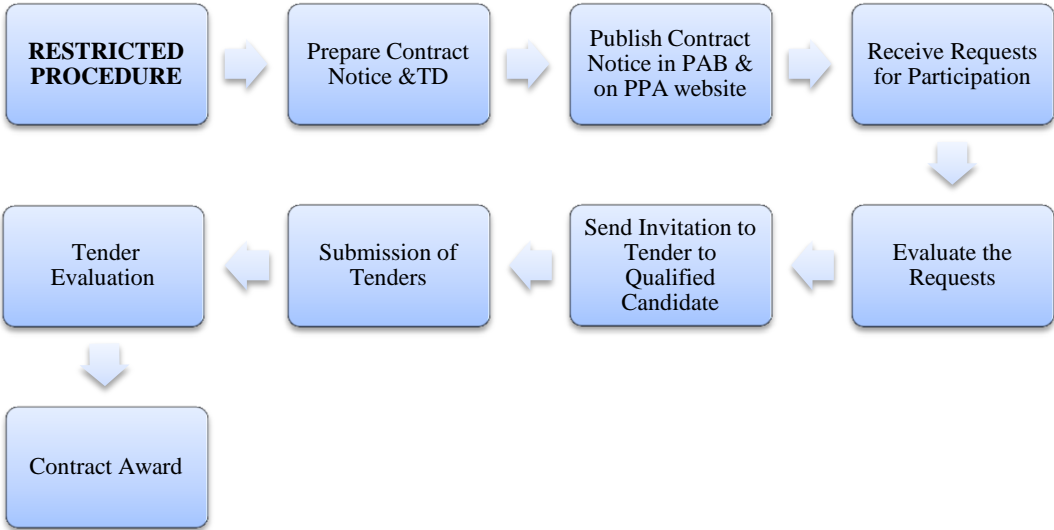 RESTRICTED
PROCEDURE
Prepare Contract
Notice &TD
Publish Contract
Notice in PAB &
on PPA website
Receive Requests
for Participation
Evaluate the
Requests
Send Invitation to
Tender to
Qualified
Candidate
Submission of
Tenders
Tender
Evaluation
Contract Award